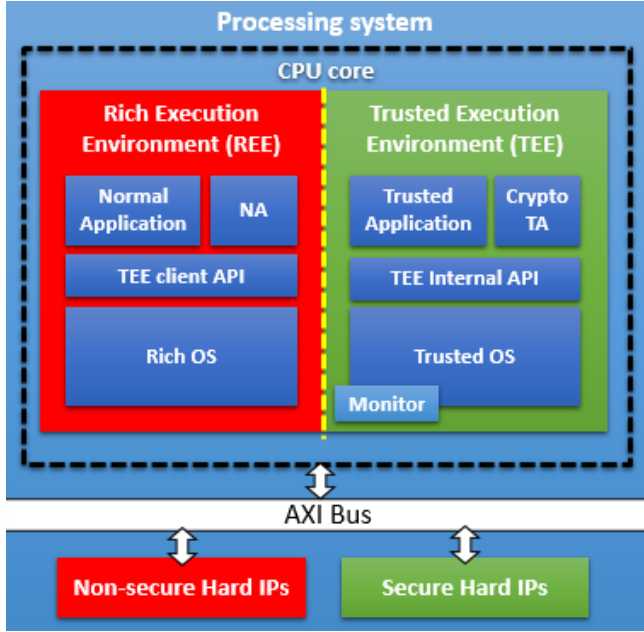 Processing system
CPU core
Rich Execution
Environment (REE)
Trusted Execution
Environment (TEE)
Normal
Application
NA
Trusted
Application
Crypto
TA
TEE client API
TEE Internal API
Rich OS
Trusted OS
Monitor
AXI Bus
Non-secure Hard IPs
Secure Hard IPs